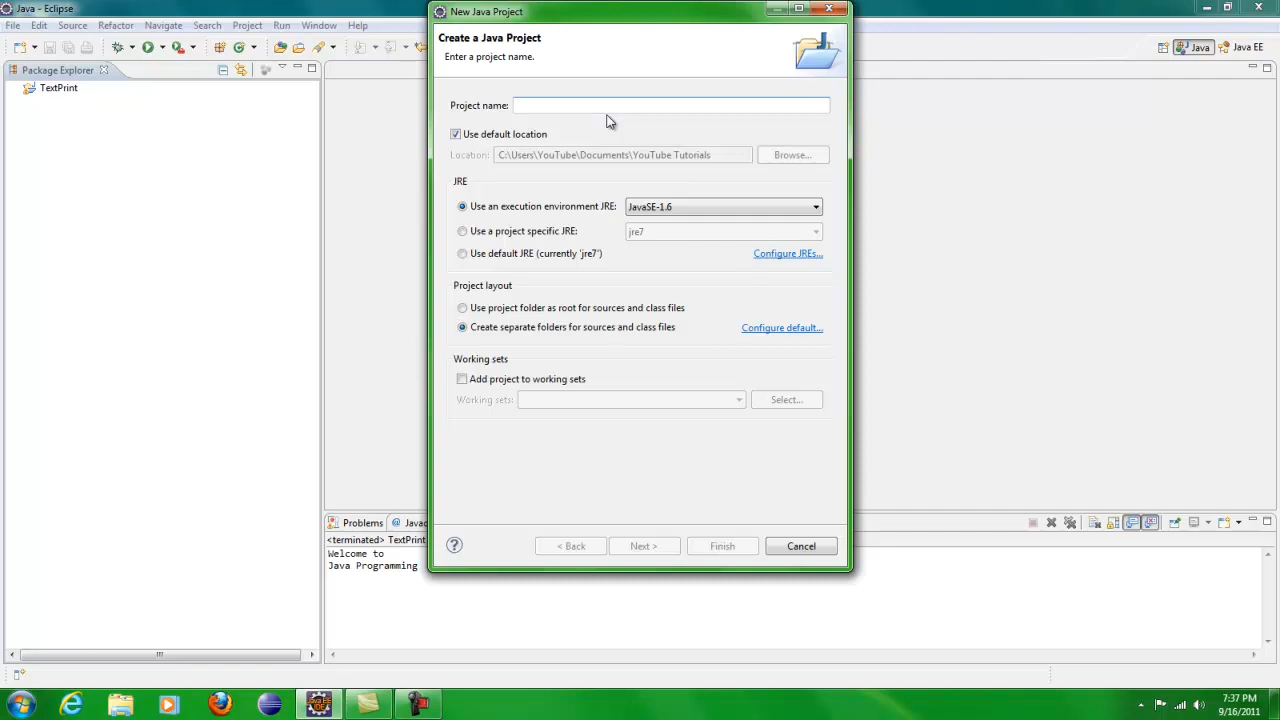 Java - Eclipse
New Java Project
File Edit Source Refactor Navigate Search Project Run Window Help
Create a Java Project
Enter a project name.
Java
Java EE
Package Explorer
TextPrint
Project name:
Use default location
Location: C:\Users\YouTube\Documents\YouTube Tutorials Browse...
JRE
Use an execution environment JRE: JavaSE-1.6
Use a project specific JRE: jre7
Use default JRE (currently 'jre7') Configure JREs...
Project layout
Use project folder as root for sources and class files
Create separate folders for sources and class files Configure default...
Working sets
Add project to working sets
Working sets: Select...
Problems @ Javac
<terminated> TextPrint
Welcome to
Java Programming
? < Back Next > Finish Cancel
Java EE
IDE
7:37 PM
9/16/2011